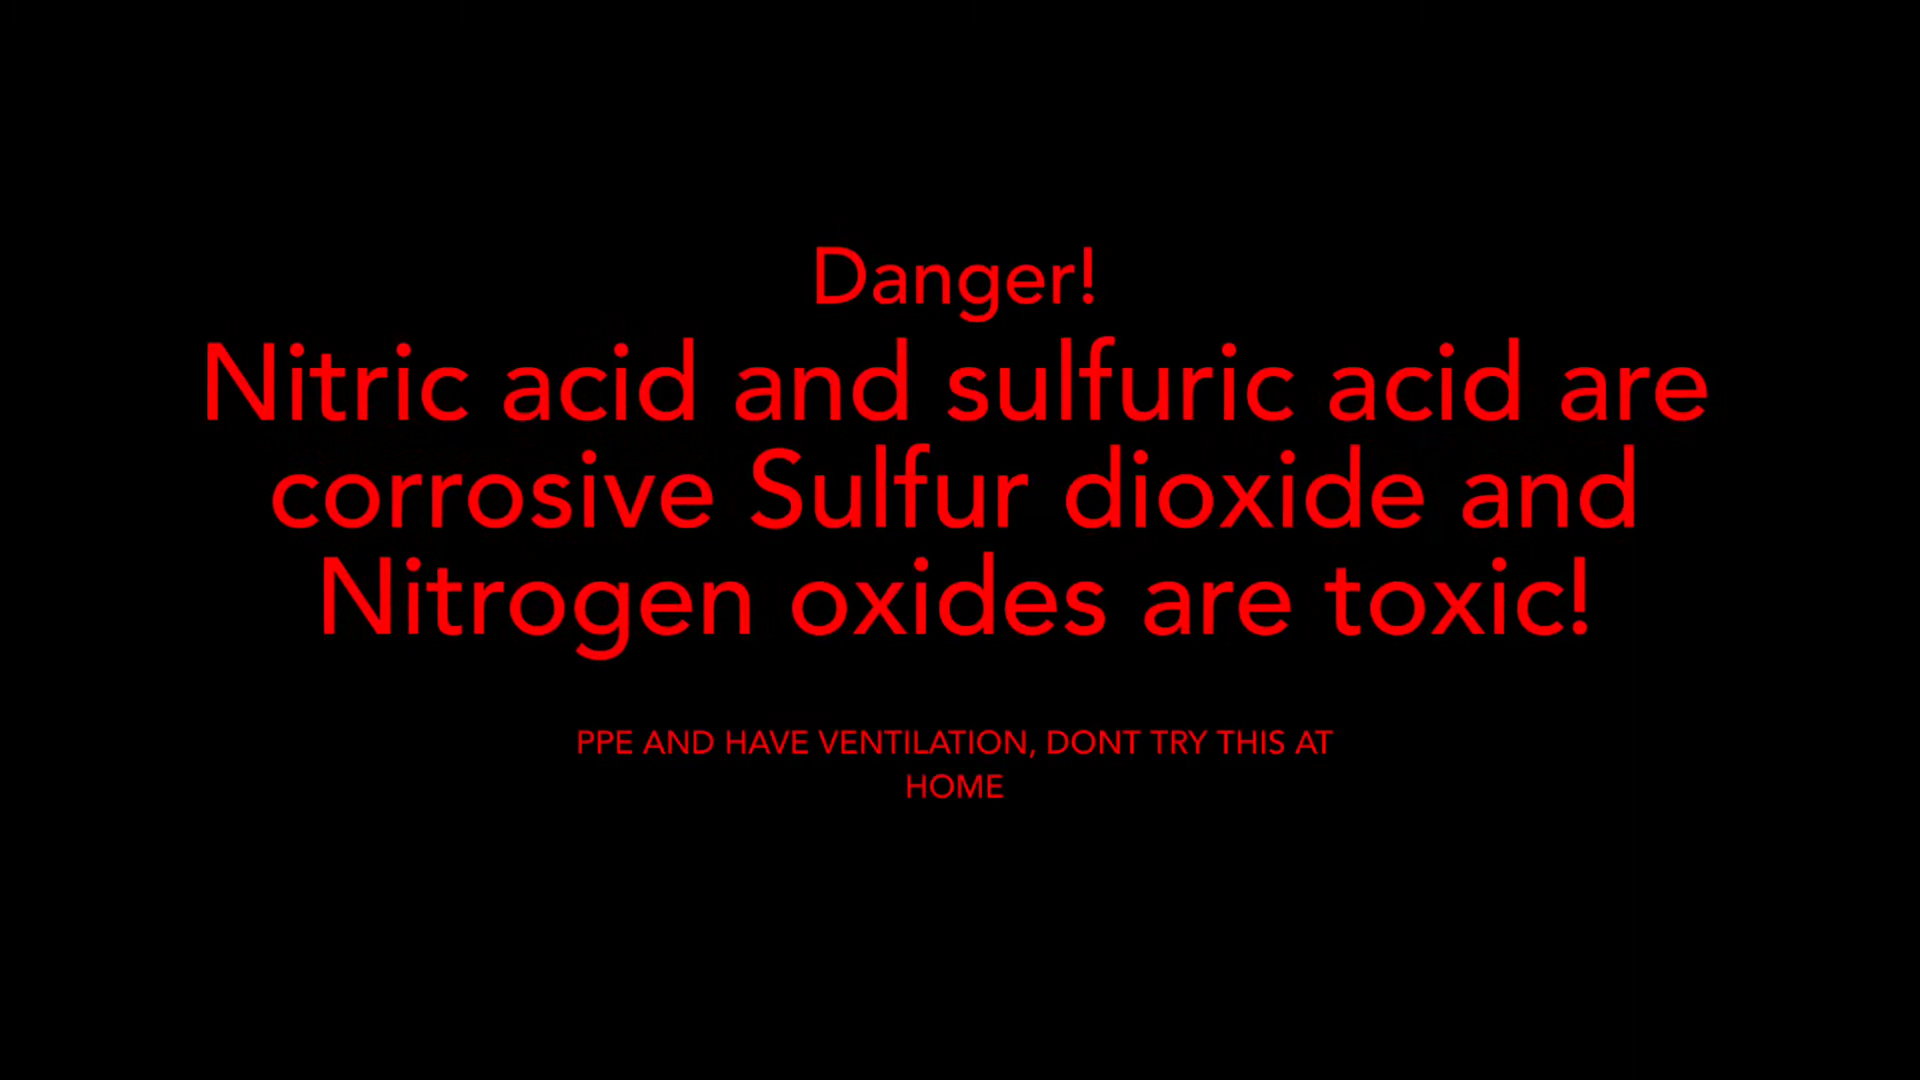 Danger!
Nitric acid and sulfuric acid are
corrosive Sulfur dioxide and
Nitrogen oxides are toxic!
PPE AND HAVE VENTILATION, DONT TRY THIS AT
HOME